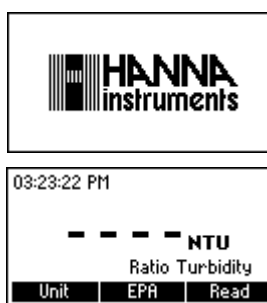 HANNA
instruments
03:23:22 PM
- - - - NTU
Ratio Turbidity
Unit EPA Read